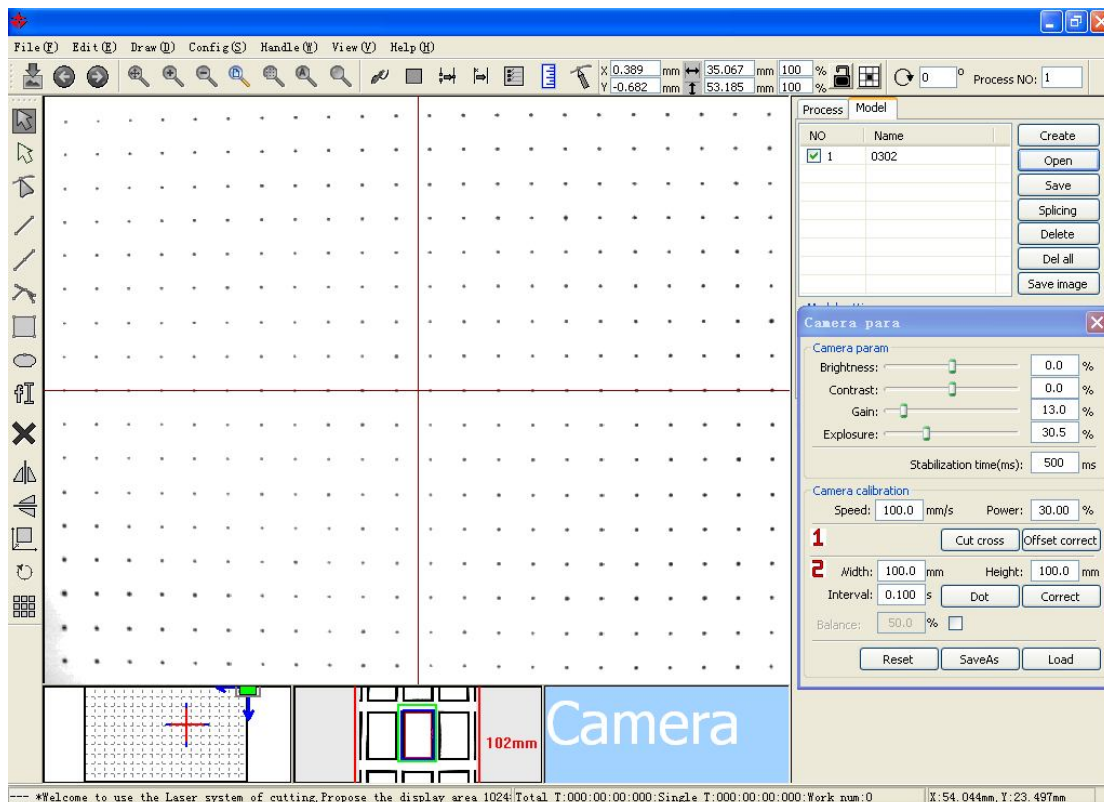 File(F) Edit(E) Draw(D) Config(S) Handle(W) View(V) Help(H)
X 0.389 mm 35.067 mm 100 % 0 ° Process NO: 1
Y -0.682 mm 53.185 mm 100 %
Process Model
NO Name
1 0302
Create
Open
Save
Splicing
Delete
Del all
Save image
Camera para
Camera param
Brightness: 0.0 %
Contrast: 0.0 %
Gain: 13.0 %
Explosure: 30.5 %
Stabilization time(ms): 500 ms
Camera calibration
Speed: 100.0 mm/s Power: 30.00 %
1 Cut cross Offset correct
2 Width: 100.0 mm Height: 100.0 mm
Interval: 0.100 s Dot Correct
Balance: 50.0 %
Reset SaveAs Load
102mm
Camera
--- *Welcome to use the Laser system of cutting,Propose the display area 1024 Total T:000:00:00:000:Single T:000:00:00:000:Work num:0 X:54.044mm,Y:23.497mm